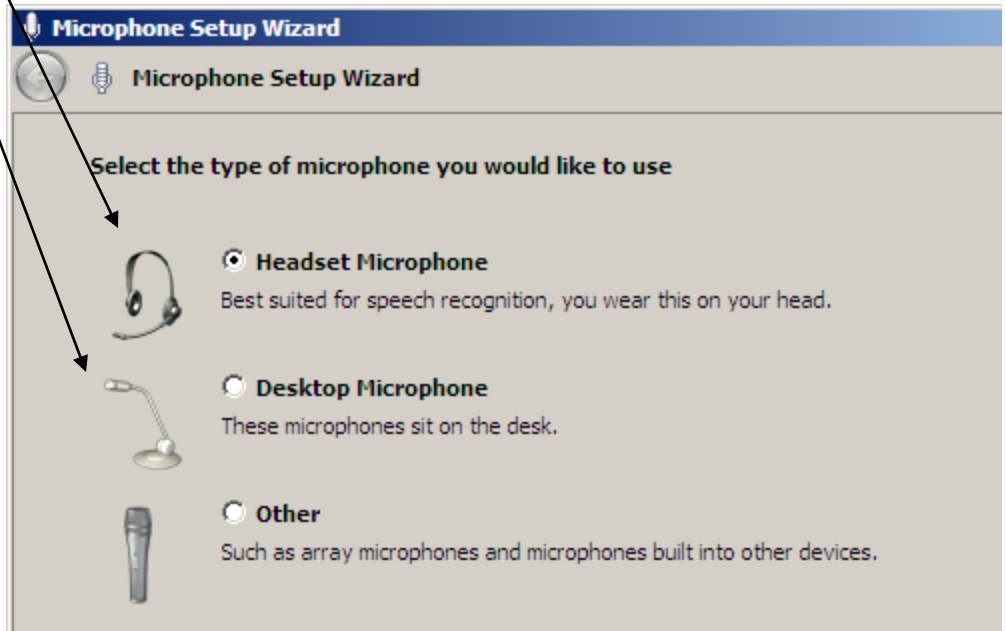 Microphone Setup Wizard
Microphone Setup Wizard
Select the type of microphone you would like to use
Headset Microphone
Best suited for speech recognition, you wear this on your head.
Desktop Microphone
These microphones sit on the desk.
Other
Such as array microphones and microphones built into other devices.